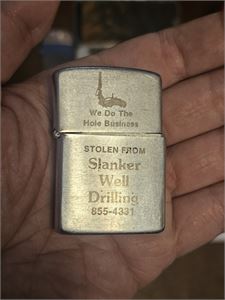 We Do The
Hole Business
STOLEN FROM
Slanker
Well
Drilling
855-4331